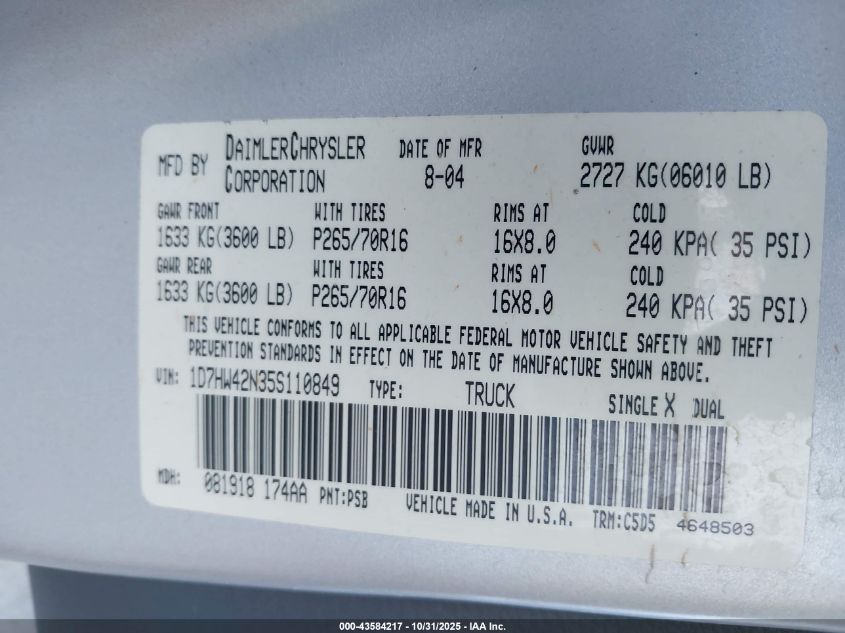 MFD BY DAIMLERCHRYSLER CORPORATION DATE OF MFR 8-04 GVWR 2727 KG(06010 LB)
GAWR FRONT WITH TIRES RIMS AT COLD
1633 KG(3600 LB) P265/70R16 16X8.0 240 KPA( 35 PSI)
GAWR REAR WITH TIRES RIMS AT COLD
1633 KG(3600 LB) P265/70R16 16X8.0 240 KPA( 35 PSI)
THIS VEHICLE CONFORMS TO ALL APPLICABLE FEDERAL MOTOR VEHICLE SAFETY AND THEFT
PREVENTION STANDARDS IN EFFECT ON THE DATE OF MANUFACTURE SHOWN ABOVE.
VIN: 1D7HW42N35S110849 TYPE: TRUCK SINGLE X DUAL
MDH: 081918 174AA PNT:PSB VEHICLE MADE IN U.S.A. TRM:C5D5 4648503
000-43584217 - 10/31/2025 - IAA Inc.